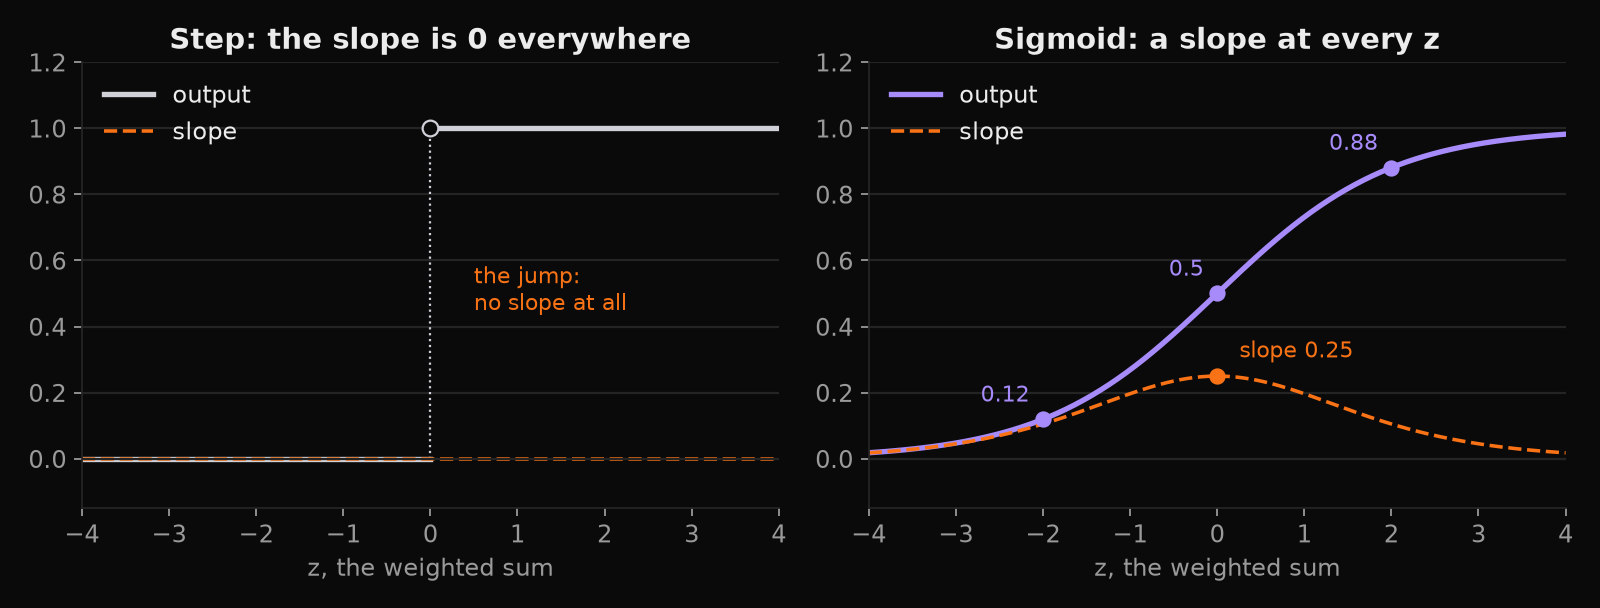 Step: the slope is 0 everywhere
1.2
1.0
0.8
0.6
0.4
0.2
0.0
output
slope
the jump:
no slope at all
−4 −3 −2 −1 0 1 2 3 4
z, the weighted sum
Sigmoid: a slope at every z
1.2
1.0
0.8
0.6
0.4
0.2
0.0
output
slope
0.88
0.5
slope 0.25
0.12
−4 −3 −2 −1 0 1 2 3 4
z, the weighted sum